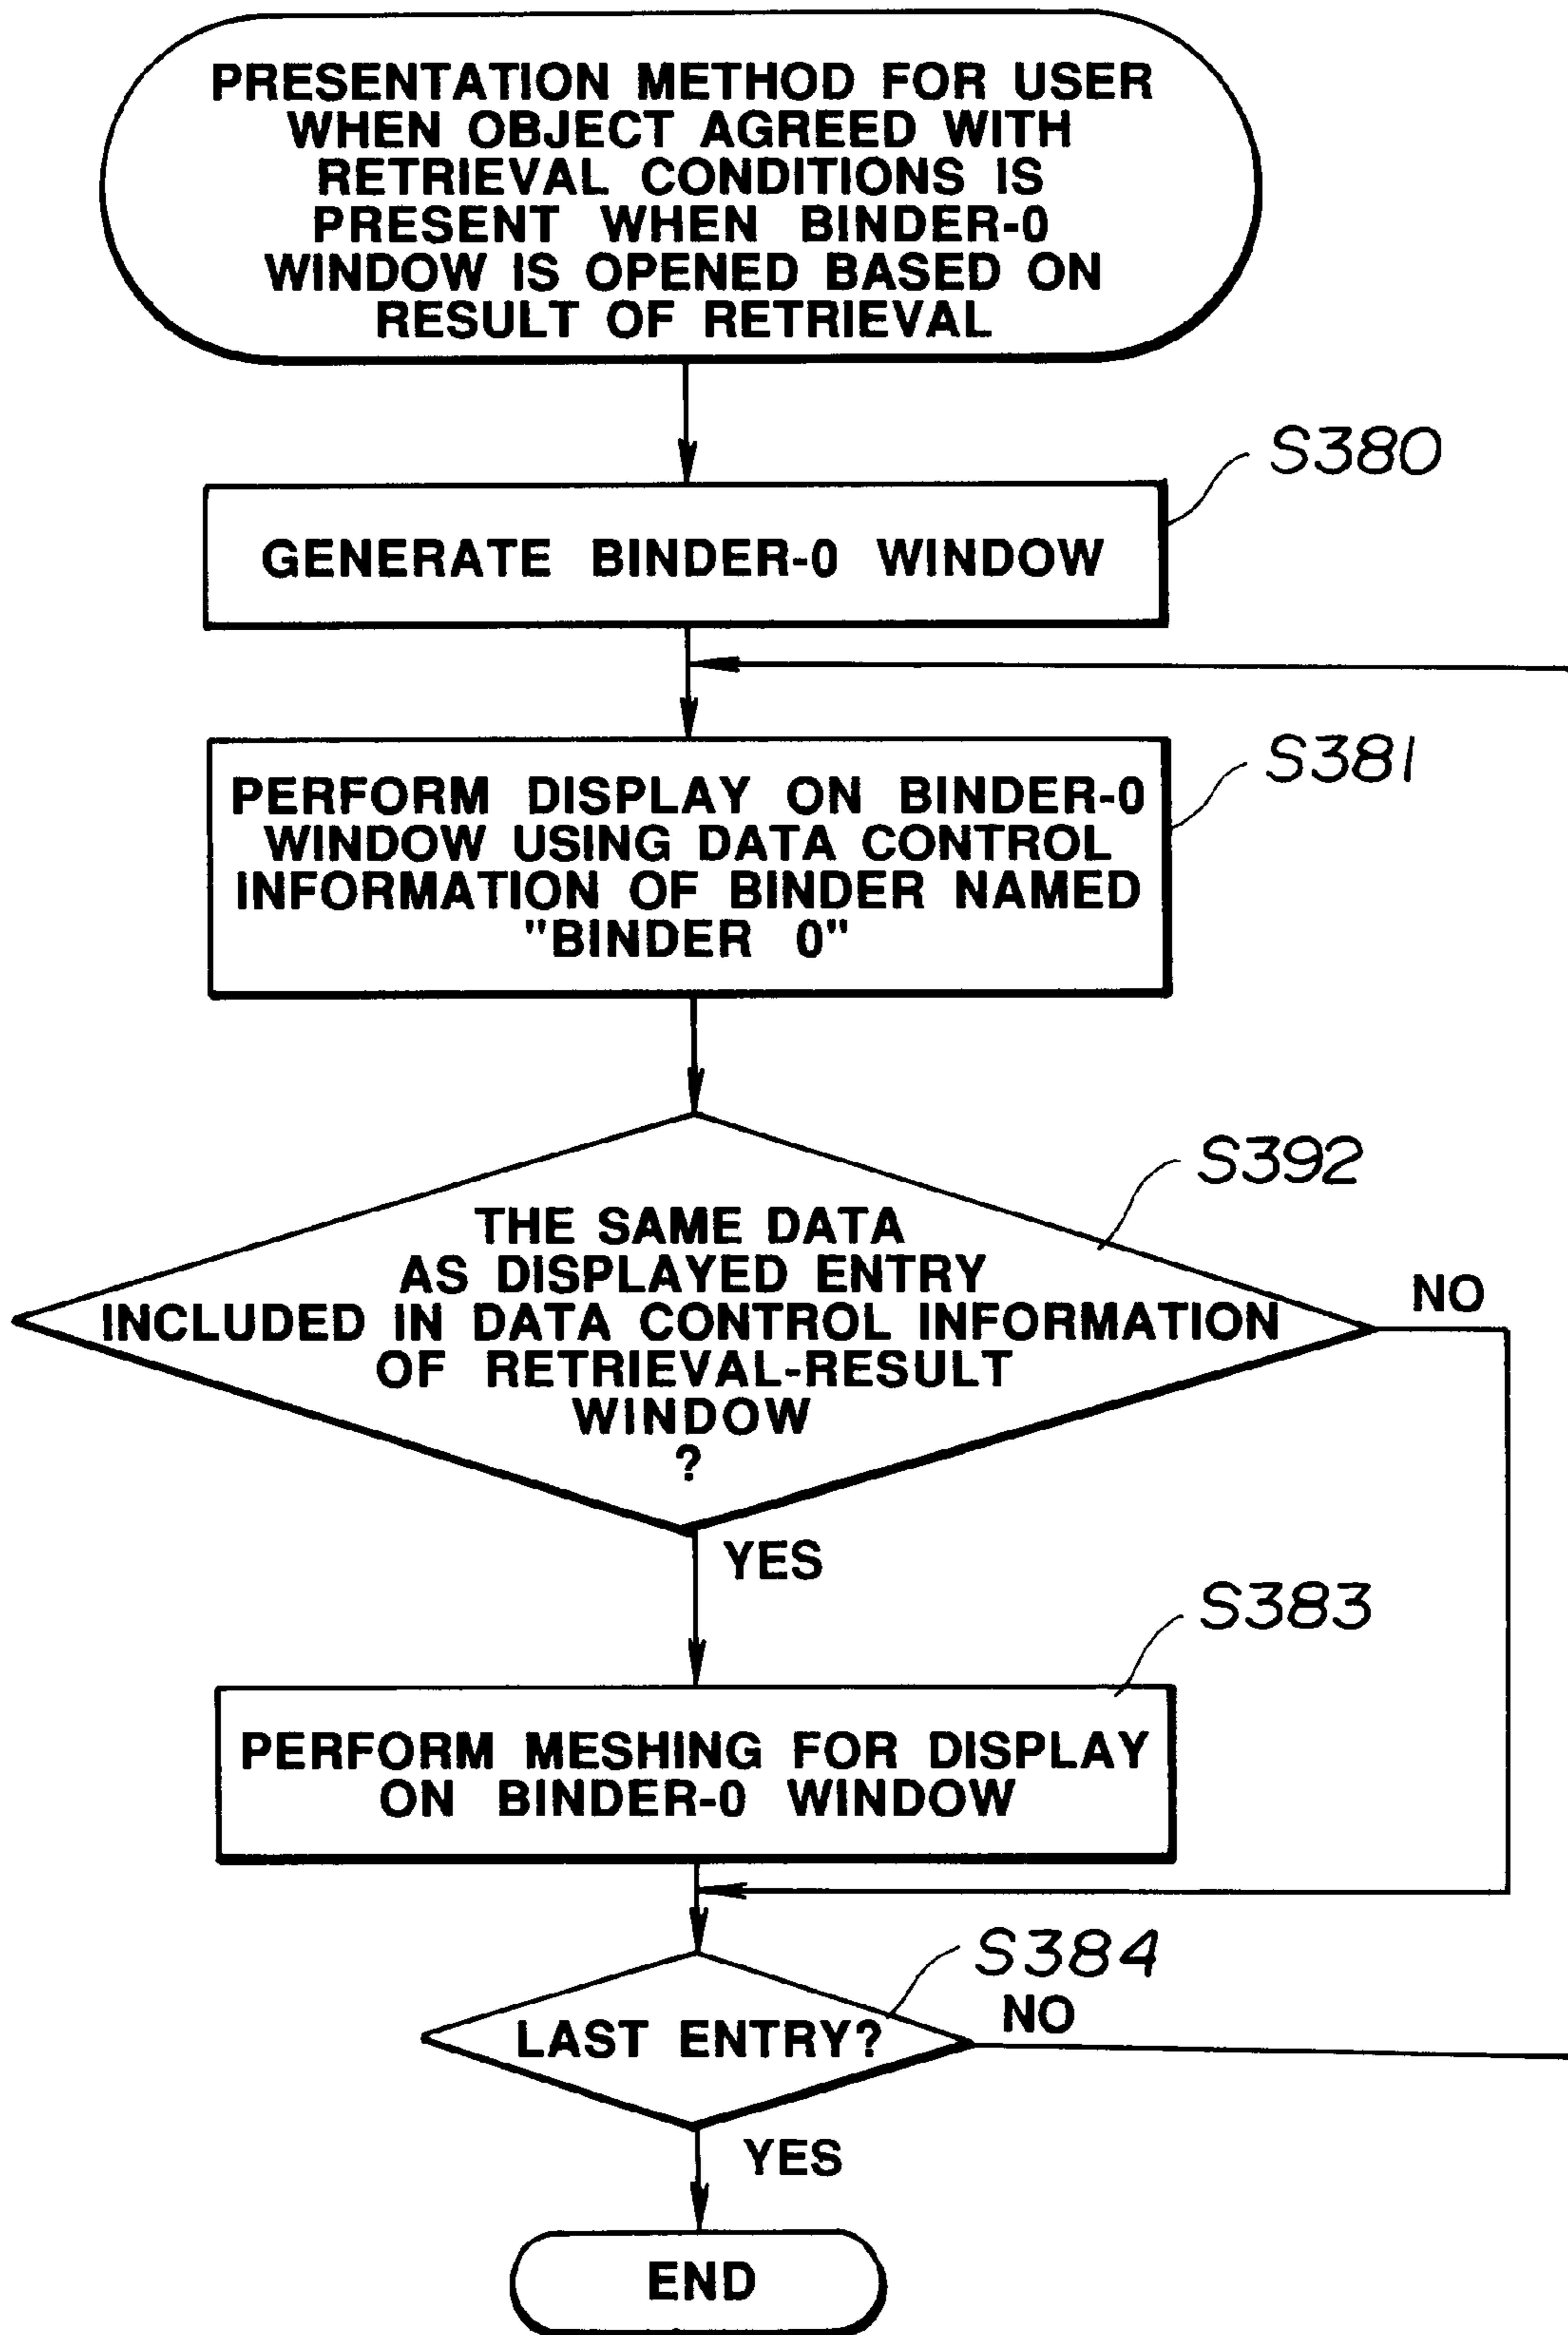 PRESENTATION METHOD FOR USER
WHEN OBJECT AGREED WITH
RETRIEVAL CONDITIONS IS
PRESENT WHEN BINDER-0
WINDOW IS OPENED BASED ON
RESULT OF RETRIEVAL
S380
GENERATE BINDER-0 WINDOW
S381
PERFORM DISPLAY ON BINDER-0
WINDOW USING DATA CONTROL
INFORMATION OF BINDER NAMED
"BINDER 0"
S392
THE SAME DATA
AS DISPLAYED ENTRY
INCLUDED IN DATA CONTROL INFORMATION
OF RETRIEVAL-RESULT
WINDOW
?
NO
YES
S383
PERFORM MESHING FOR DISPLAY
ON BINDER-0 WINDOW
S384
LAST ENTRY?
NO
YES
END